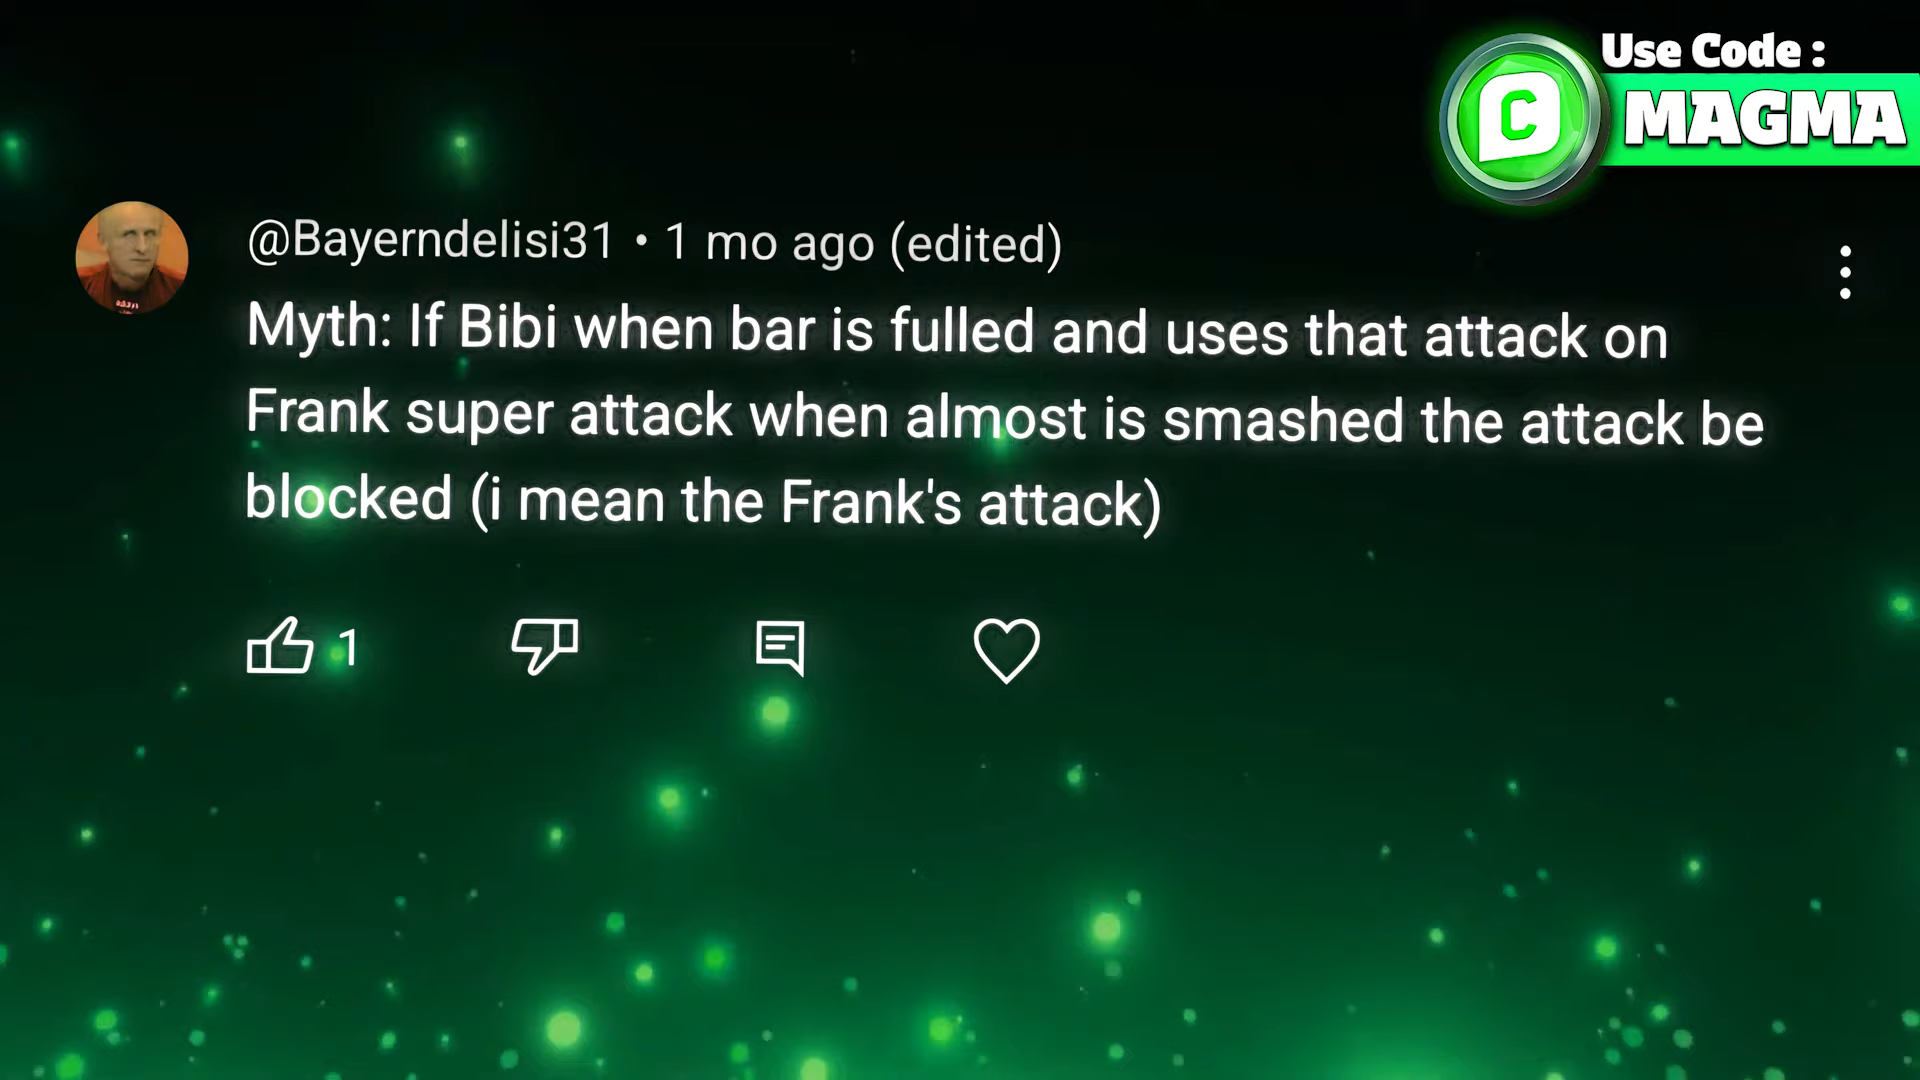 Use Code :
MAGMA
@Bayerndelisi31 • 1 mo ago (edited)
Myth: If Bibi when bar is fulled and uses that attack on
Frank super attack when almost is smashed the attack be
blocked (i mean the Frank's attack)
1